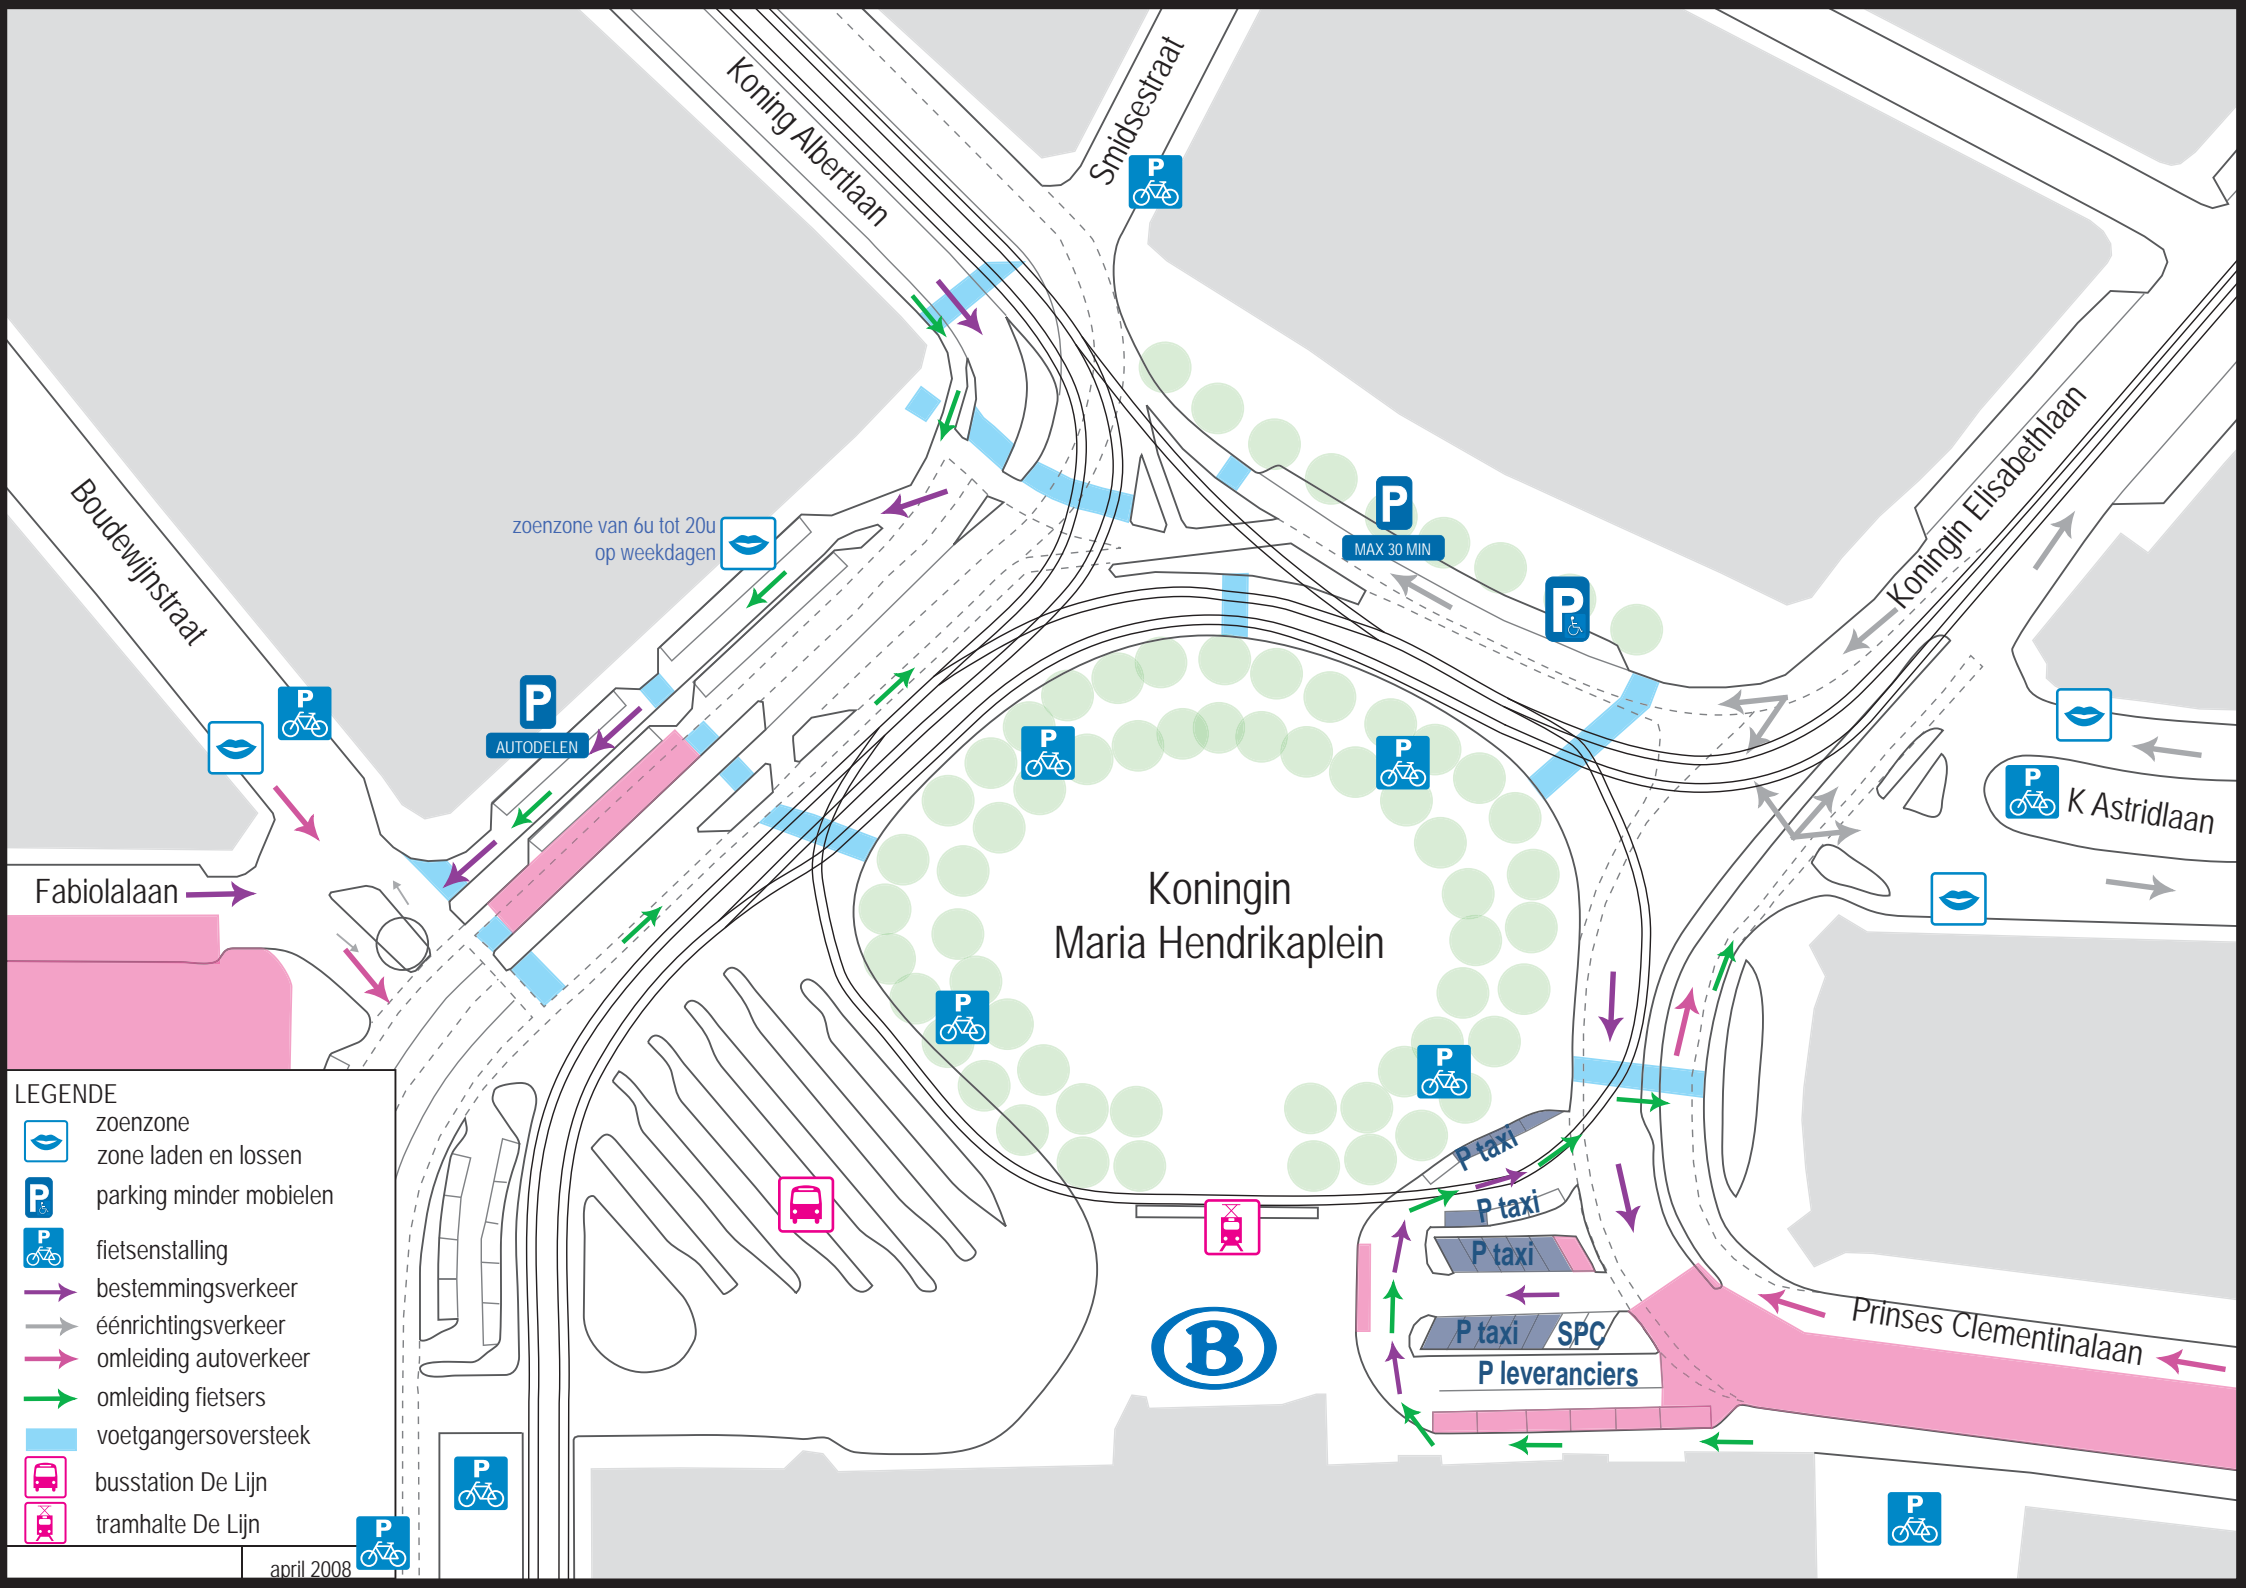 Koning Albertlaan
Smidsestraat
P
Koningin Elisabethlaan
Boudewijnstraat
zoenzone van 6u tot 20u
op weekdagen
P
MAX 30 MIN
P
P
AUTODELEN
P
P
P
P
K Astridlaan
Fabiolalaan
Koningin
Maria Hendrikaplein
P
P
P taxi
P taxi
P taxi
P taxi
SPC
P leveranciers
B
Prinses Clementinalaan
LEGENDE
zoenzone
zone laden en lossen
P
parking minder mobielen
P
fietsenstalling
bestemmingsverkeer
éénrichtingsverkeer
omleiding autoverkeer
omleiding fietsers
voetgangersoversteek
busstation De Lijn
tramhalte De Lijn
april 2008
P
P
P